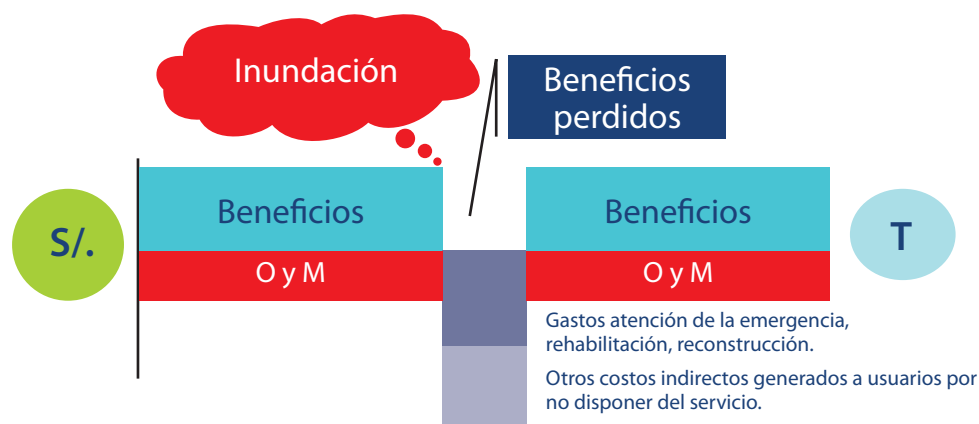 Inundación
Beneficios
perdidos
S/.
Beneficios
Beneficios
T
O y M
O y M
Gastos atención de la emergencia,
rehabilitación, reconstrucción.
Otros costos indirectos generados a usuarios por
no disponer del servicio.